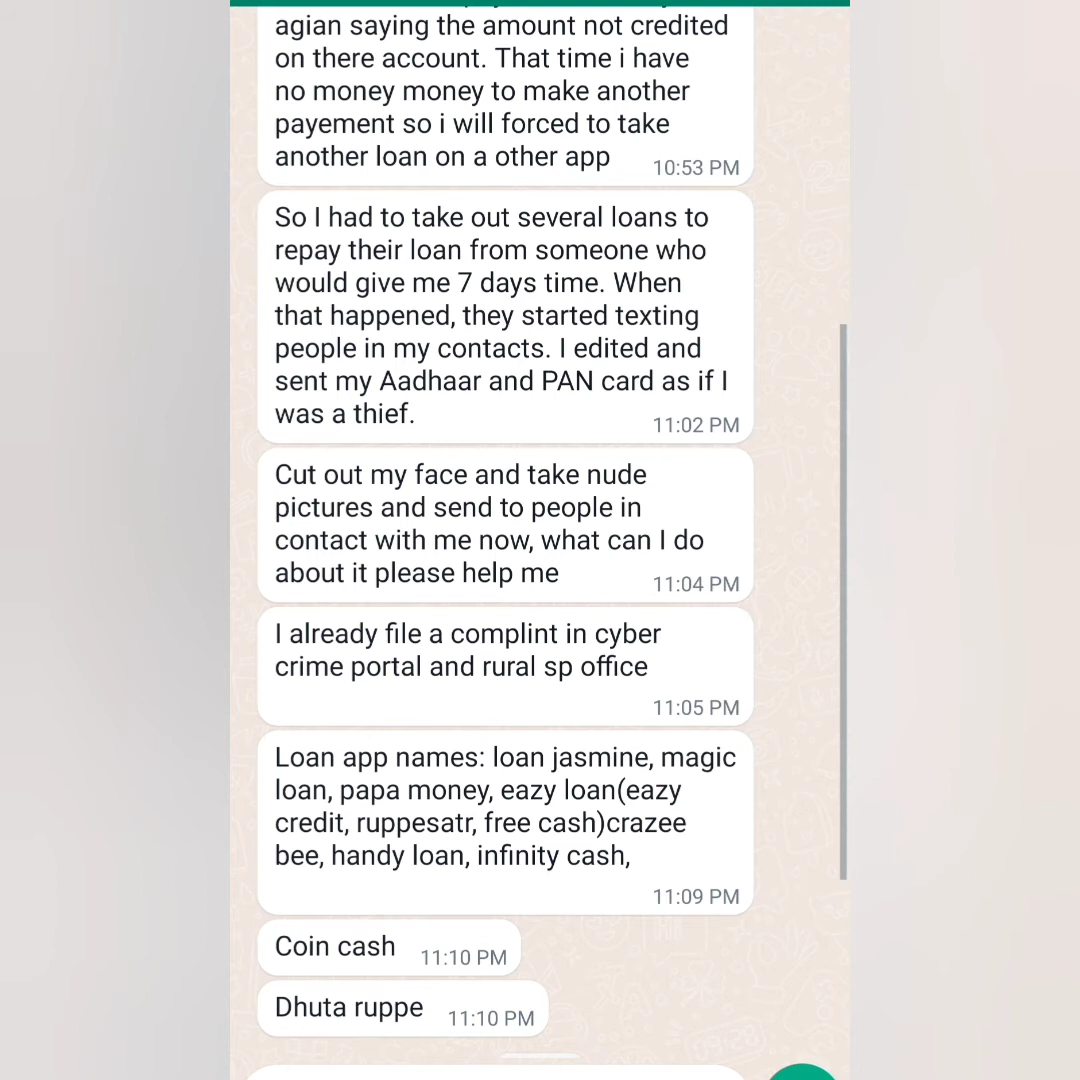 agian saying the amount not credited
on there account. That time i have
no money money to make another
payement so i will forced to take
another loan on a other app 10:53 PM
So I had to take out several loans to
repay their loan from someone who
would give me 7 days time. When
that happened, they started texting
people in my contacts. I edited and
sent my Aadhaar and PAN card as if I
was a thief. 11:02 PM
Cut out my face and take nude
pictures and send to people in
contact with me now, what can I do
about it please help me 11:04 PM
I already file a complint in cyber
crime portal and rural sp office
11:05 PM
Loan app names: loan jasmine, magic
loan, papa money, eazy loan(eazy
credit, ruppesatr, free cash)crazee
bee, handy loan, infinity cash,
11:09 PM
Coin cash 11:10 PM
Dhuta ruppe 11:10 PM